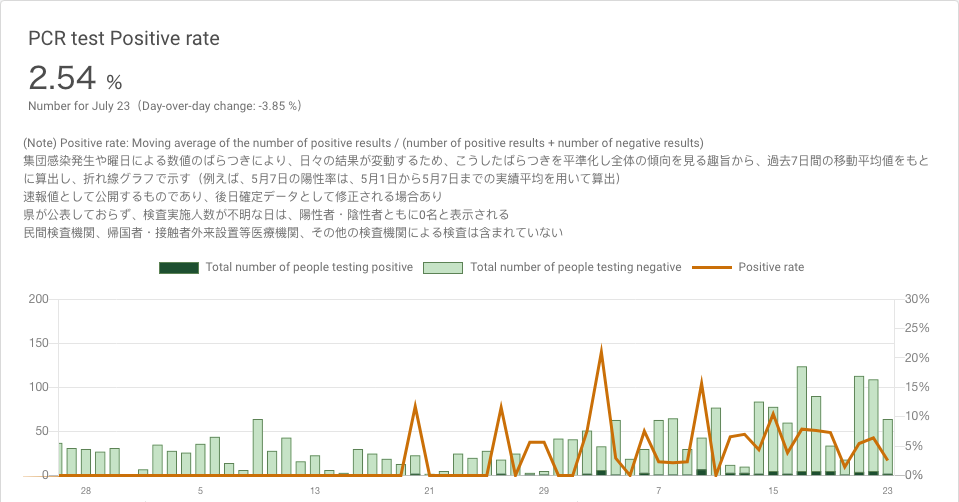 PCR test Positive rate
2.54 %
Number for July 23（Day-over-day change: -3.85 %）
(Note) Positive rate: Moving average of the number of positive results / (number of positive results + number of negative results)
集団感染発生や曜日による数値のばらつきにより、日々の結果が変動するため、こうしたばらつきを平準化し全体の傾向を見る趣旨から、過去7日間の移動平均値をもと
に算出し、折れ線グラフで示す（例えば、5月7日の陽性率は、5月1日から5月7日までの実績平均を用いて算出）
速報値として公開するものであり、後日確定データとして修正される場合あり
県が公表しておらず、検査実施人数が不明な日は、陽性者・陰性者ともに0名と表示される
民間検査機関、帰国者・接触者外来設置等医療機関、その他の検査機関による検査は含まれていない
Total number of people testing positive Total number of people testing negative Positive rate
200 30%
25%
150
20%
100 15%
10%
50
5%
0 0%
28 5 13 21 29 7 15 23